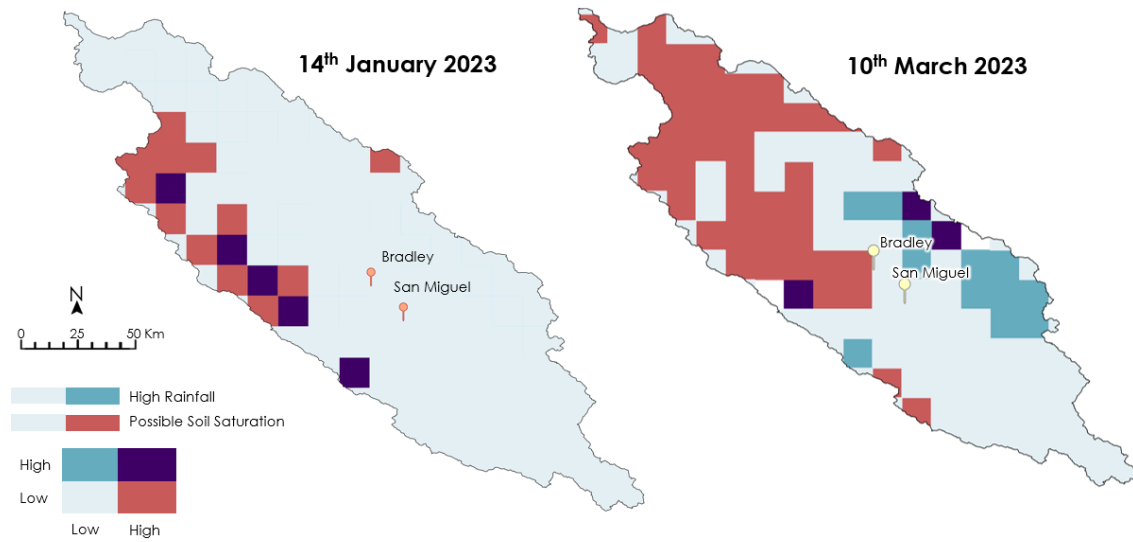 14th January 2023
10th March 2023
Bradley
San Miguel
Bradley
San Miguel
N
0 25 50 Km
High Rainfall
Possible Soil Saturation
High
Low
Low High